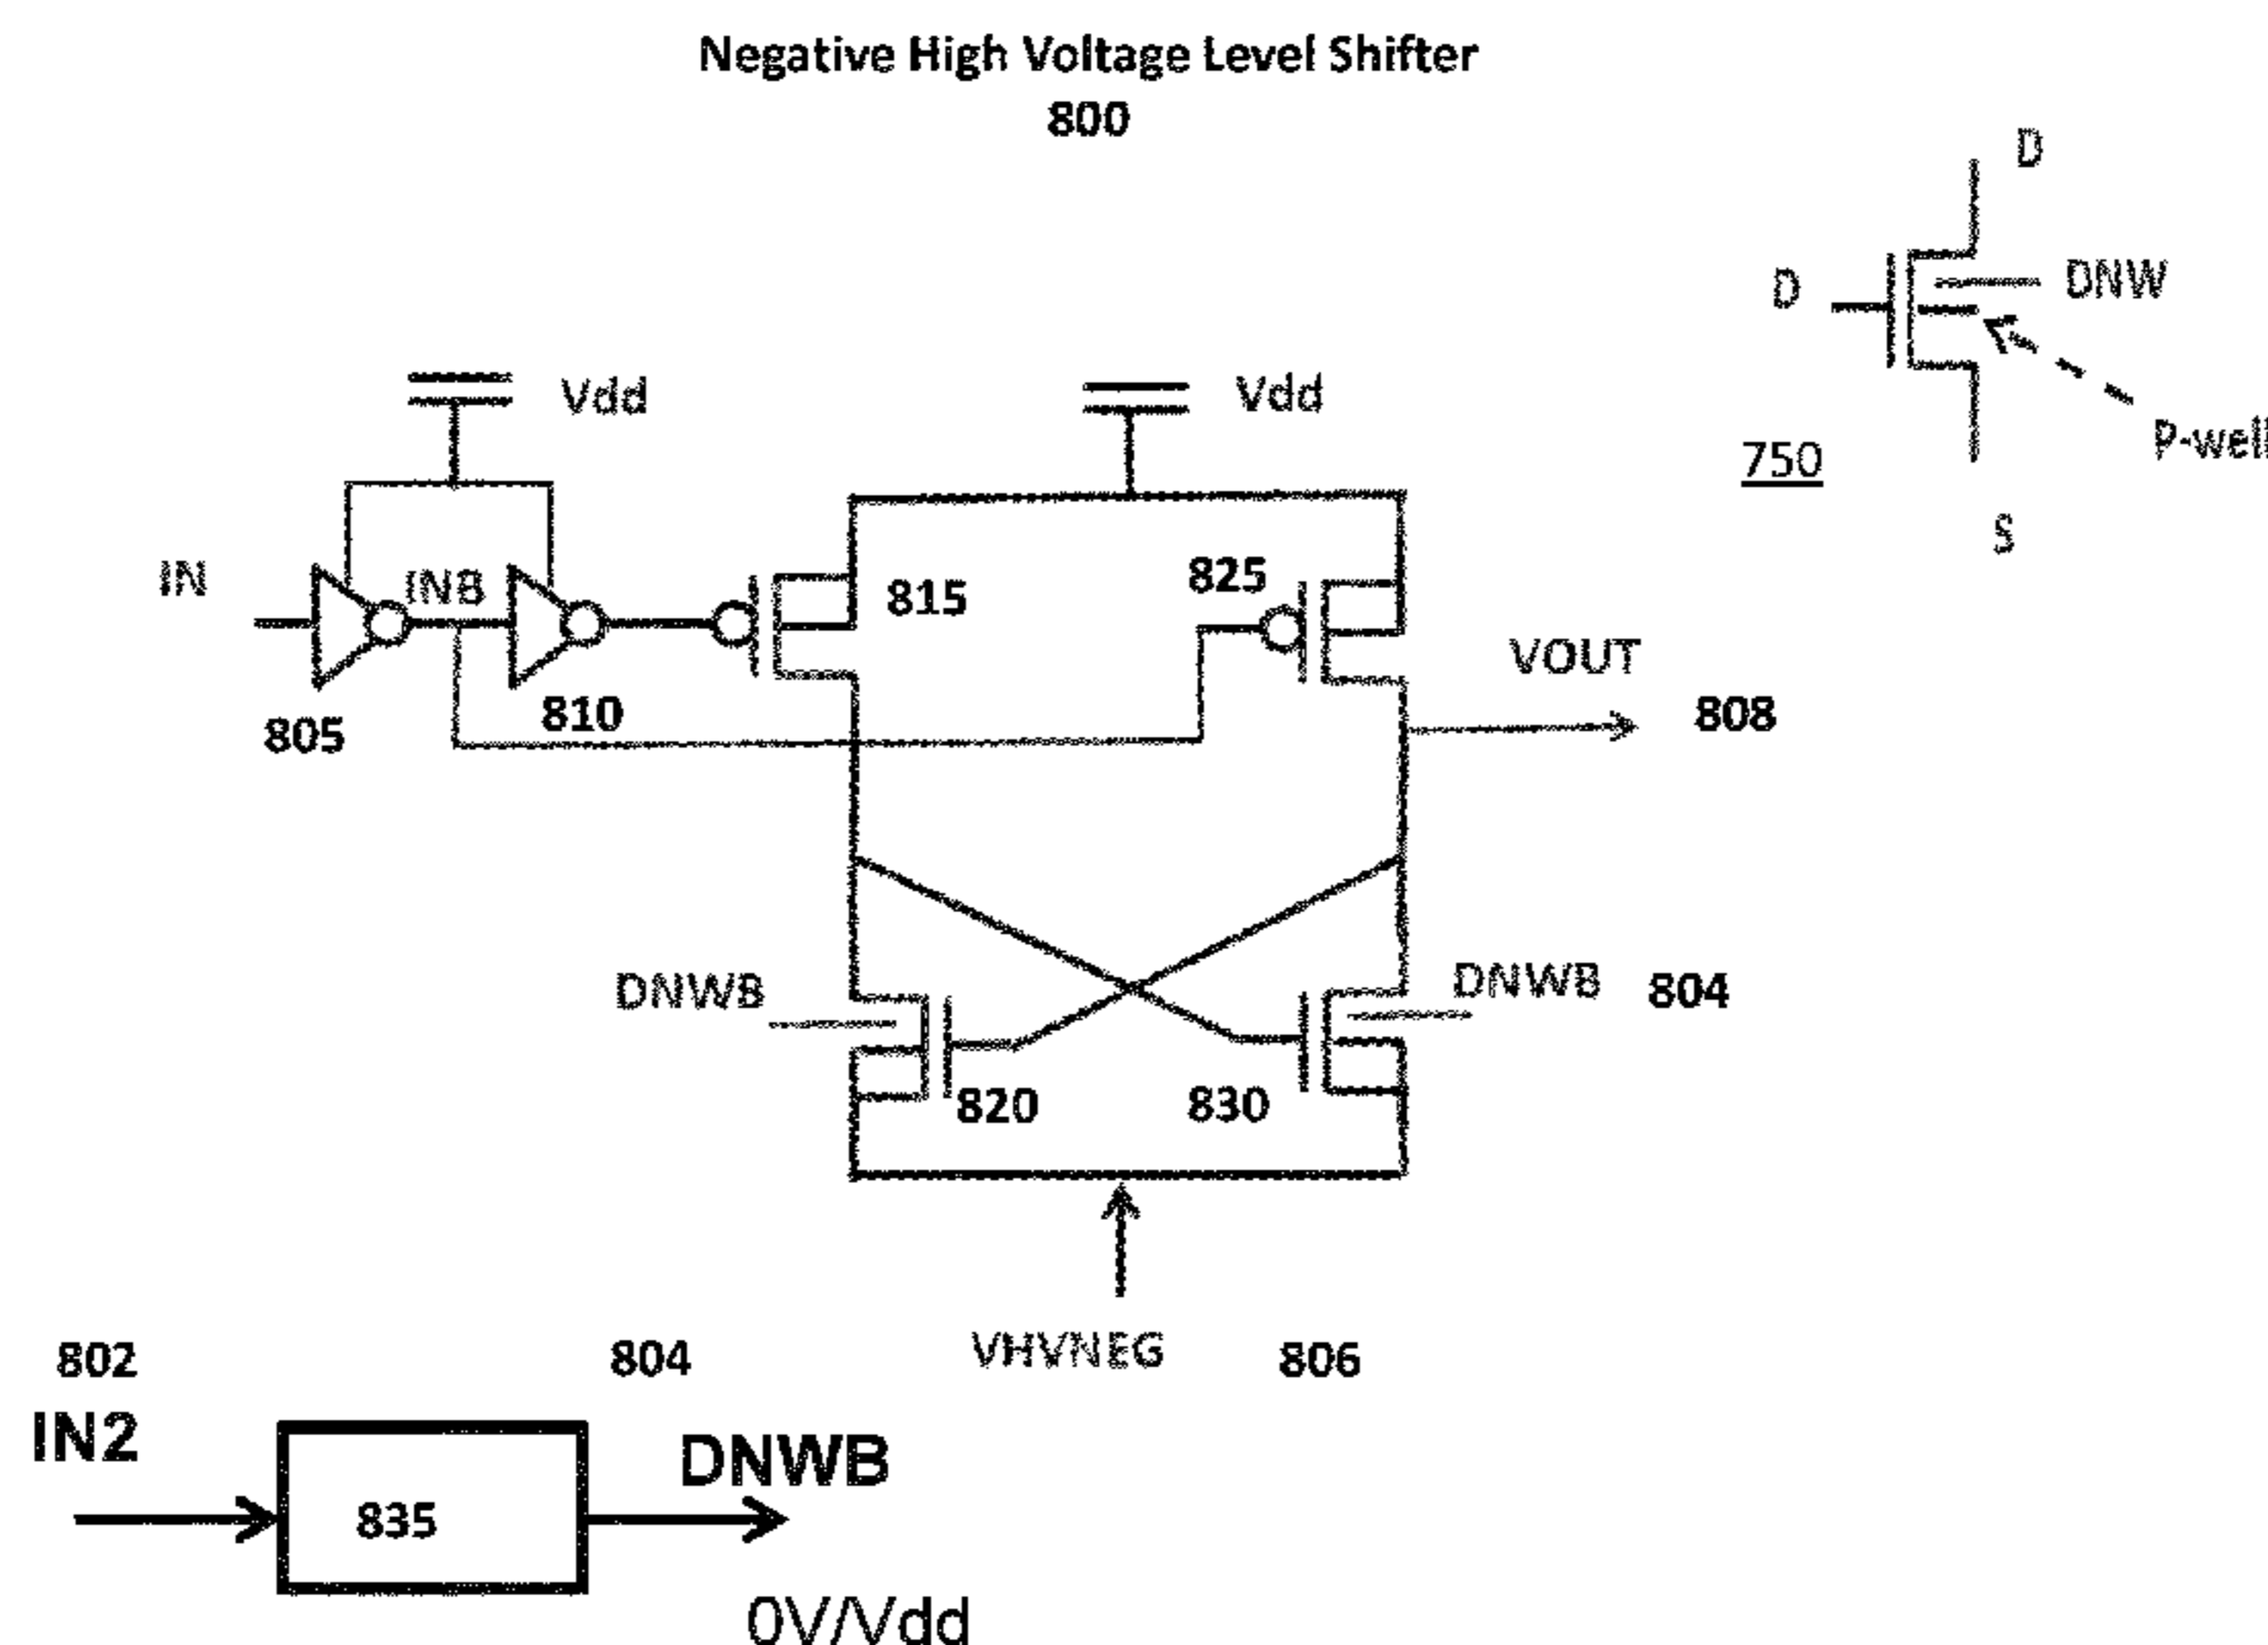 Negative High Voltage Level Shifter
800
D
D
DNW
P-well
750
S
Vdd
Vdd
IN
INB
805
810
815
825
VOUT
808
DNWB
820
830
DNWB
804
VHVNEG
806
802
IN2
835
804
DNWB
0V/Vdd